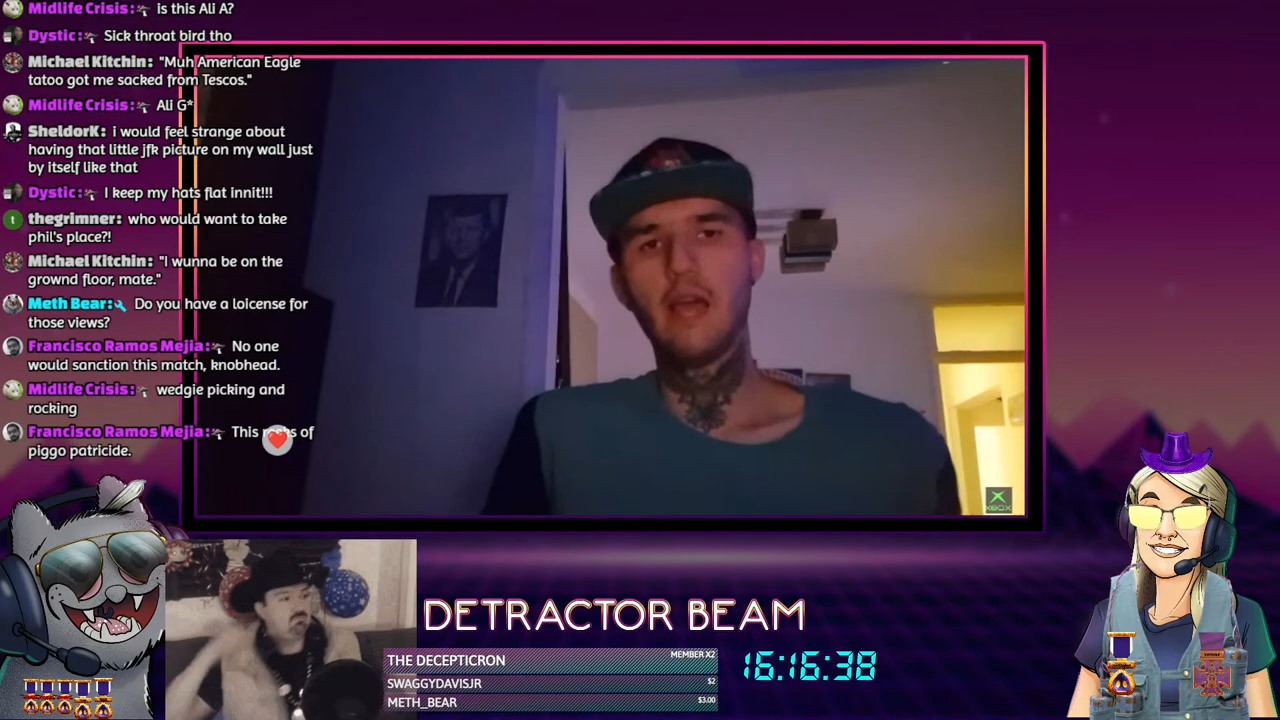 Midlife Crisis: is this Ali A?
Dystic: Sick throat bird tho
Michael Kitchin: "Muh American Eagle
tatoo got me sacked from Tescos."
Midlife Crisis: Ali G*
SheldorK: i would feel strange about
having that little jfk picture on my wall just
by itself like that
Dystic: I keep my hats flat innit!!!
t
thegrimner: who would want to take
phil's place?!
Michael Kitchin: "I wunna be on the
grownd floor, mate."
Meth Bear: Do you have a loicense for
those views?
Francisco Ramos Mejia: No one
would sanction this match, knobhead.
Midlife Crisis: wedgie picking and
rocking
Francisco Ramos Mejia: This of
piggo patricide.
XBOX
DETRACTOR BEAM
THE DECEPTICRON MEMBER X2
SWAGGYDAVISJR $2
METH_BEAR $3.00
16:16:38